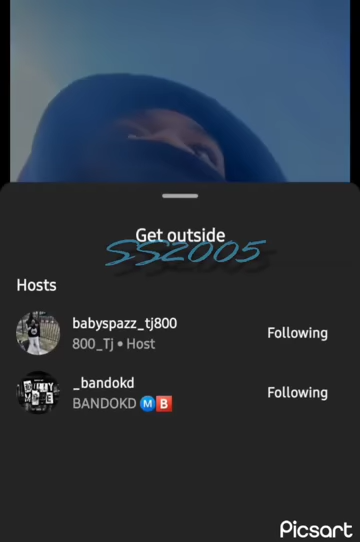 Get outside
SS2005
Hosts
babyspazz_tj800
Following
800_Tj • Host
_bandokd
Following
BANDOKD Ⓜ️🅱️
Picsart